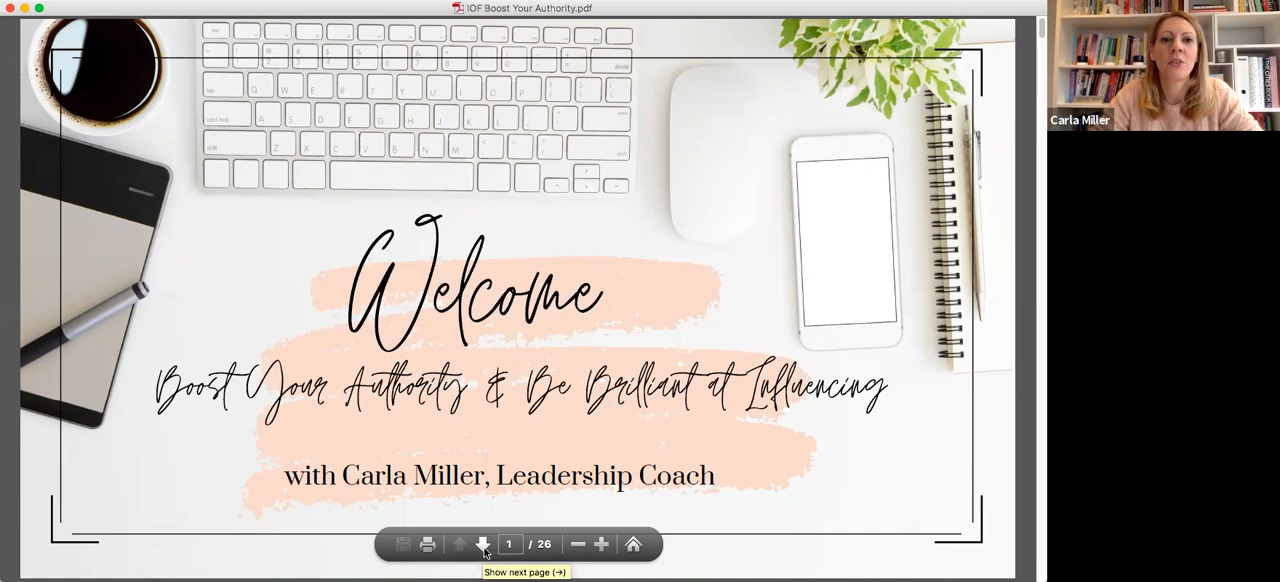 IOF Boost Your Authority.pdf
Carla Miller
Welcome
Boost Your Authority & Be Brilliant at Influencing
with Carla Miller, Leadership Coach
1 / 26
Show next page (→)